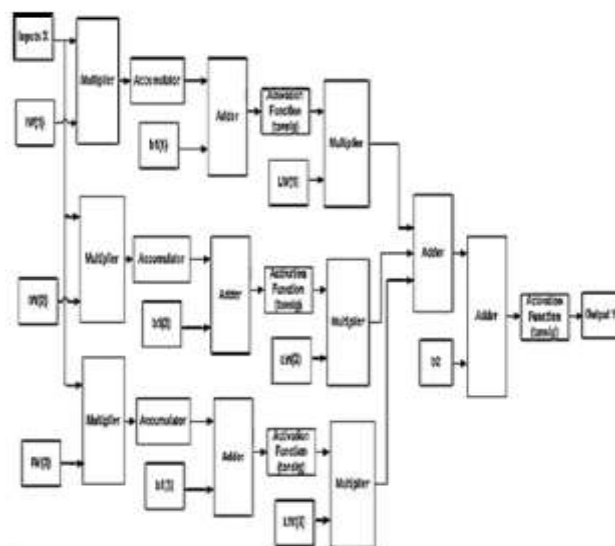 Inputs X
Multiplier
Accumulator
Adder
Activation
Function
(tansig)
Multiplier
IW(1)
b1(1)
LW(1)
Multiplier
Accumulator
Adder
Activation
Function
(tansig)
Multiplier
IW(2)
b1(2)
LW(2)
Adder
Adder
Activation
Function
(tansig)
Output Y
b2
Multiplier
Accumulator
Adder
Activation
Function
(tansig)
Multiplier
IW(3)
b1(3)
LW(3)